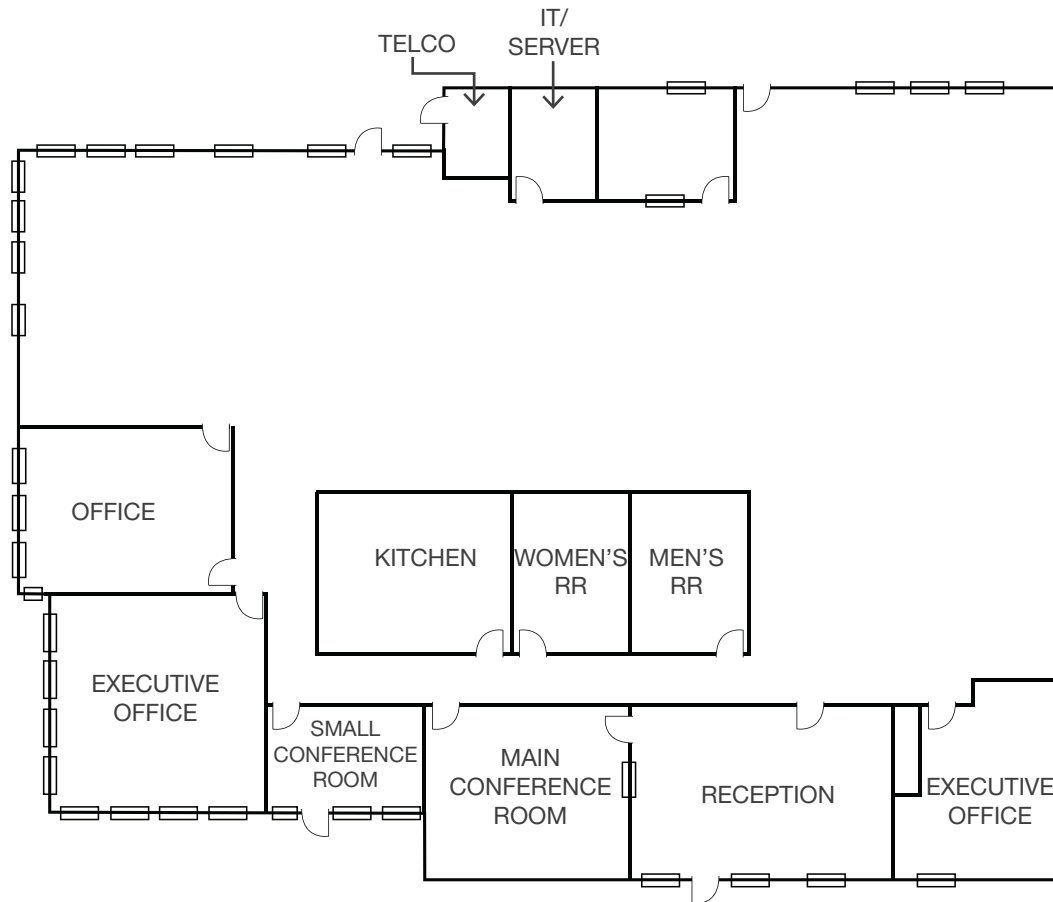 IT/
SERVER
TELCO
OFFICE
KITCHEN
WOMEN'S
RR
MEN'S
RR
EXECUTIVE
OFFICE
SMALL
CONFERENCE
ROOM
MAIN
CONFERENCE
ROOM
RECEPTION
EXECUTIVE
OFFICE